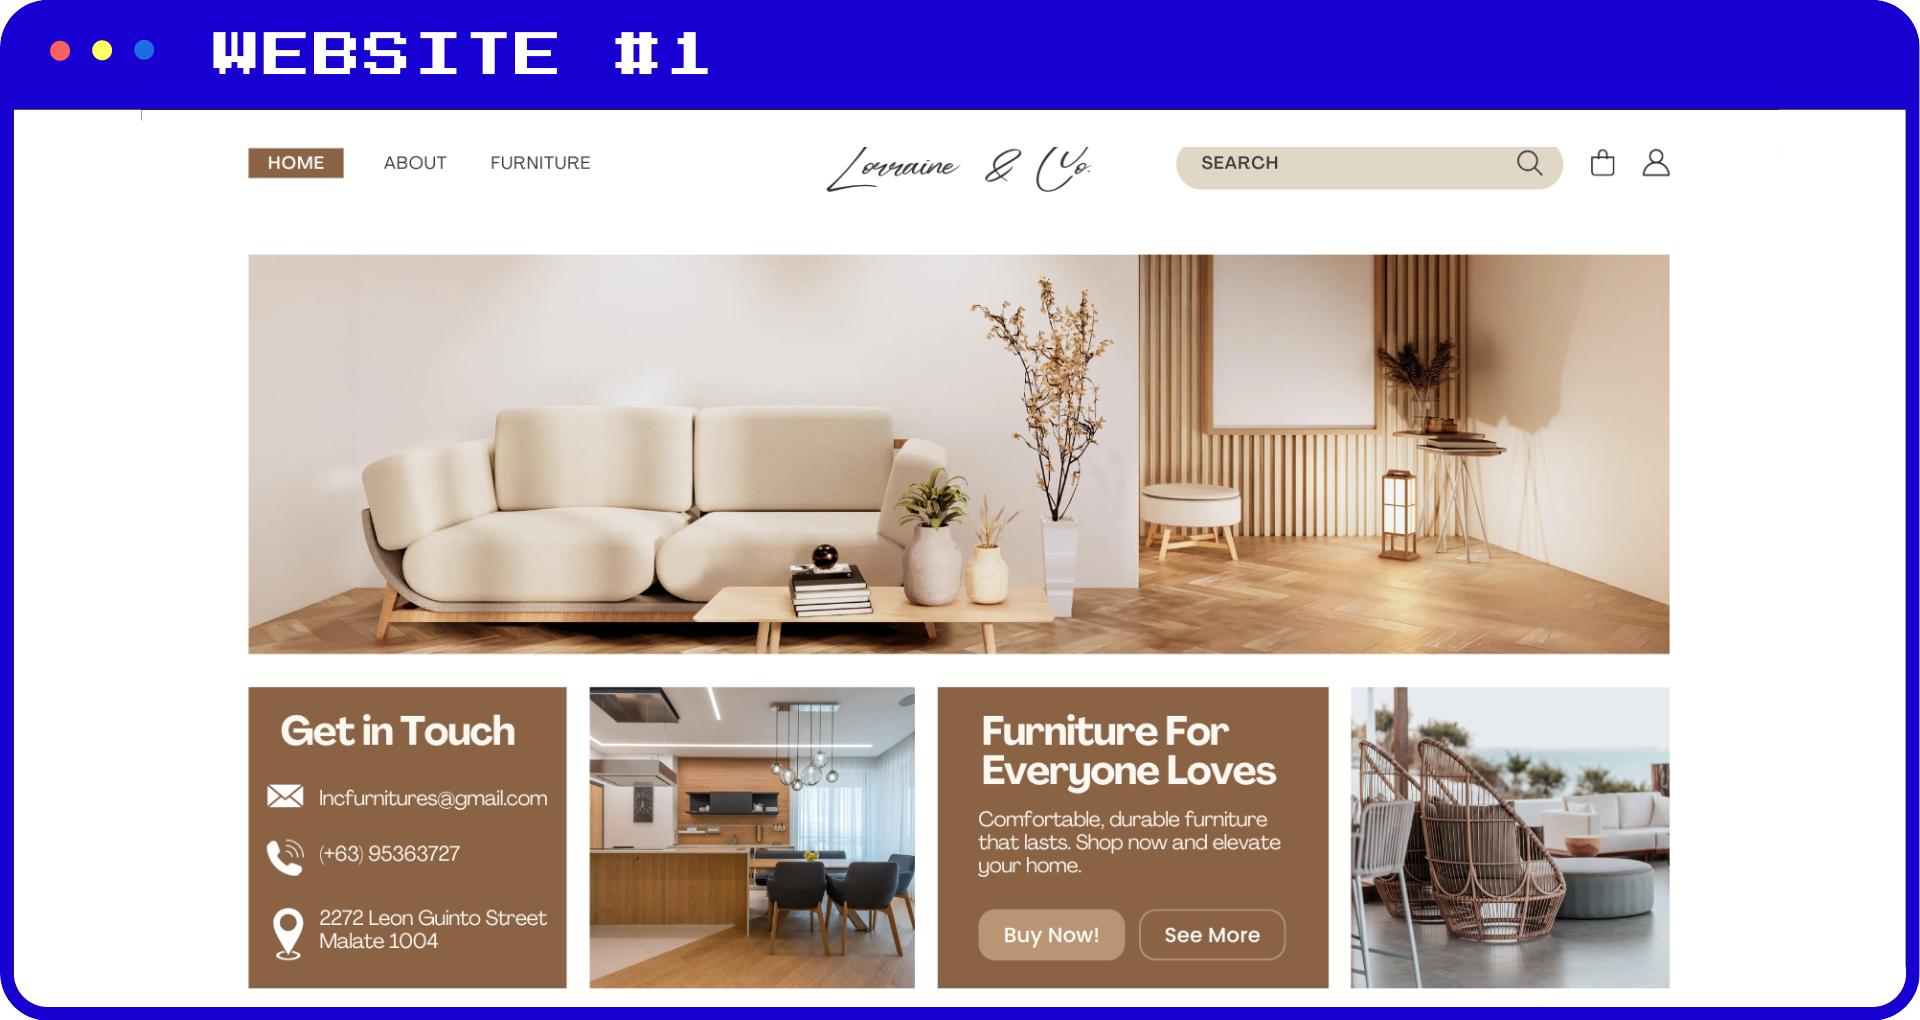 WEBSITE #1
HOME
ABOUT
FURNITURE
Lorraine & Co.
SEARCH
Get in Touch
lncfurnitures@gmail.com
(+63) 95363727
2272 Leon Guinto Street
Malate 1004
Furniture For
Everyone Loves
Comfortable, durable furniture
that lasts. Shop now and elevate
your home.
Buy Now!
See More